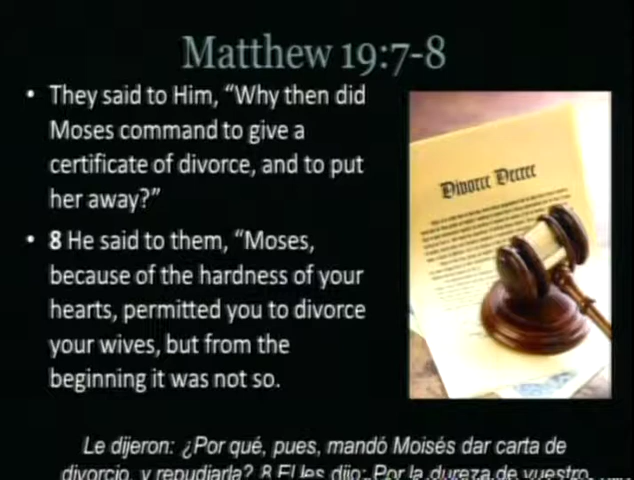 Matthew 19:7-8
• They said to Him, “Why then did
Moses command to give a
certificate of divorce, and to put
her away?”
• 8 He said to them, “Moses,
because of the hardness of your
hearts, permitted you to divorce
your wives, but from the
beginning it was not so.
Divorce Decree
Le dijeron: ¿Por qué, pues, mandó Moisés dar carta de
divorcio, y repudiarla? 8 El les dijo: Por la dureza de vuestro